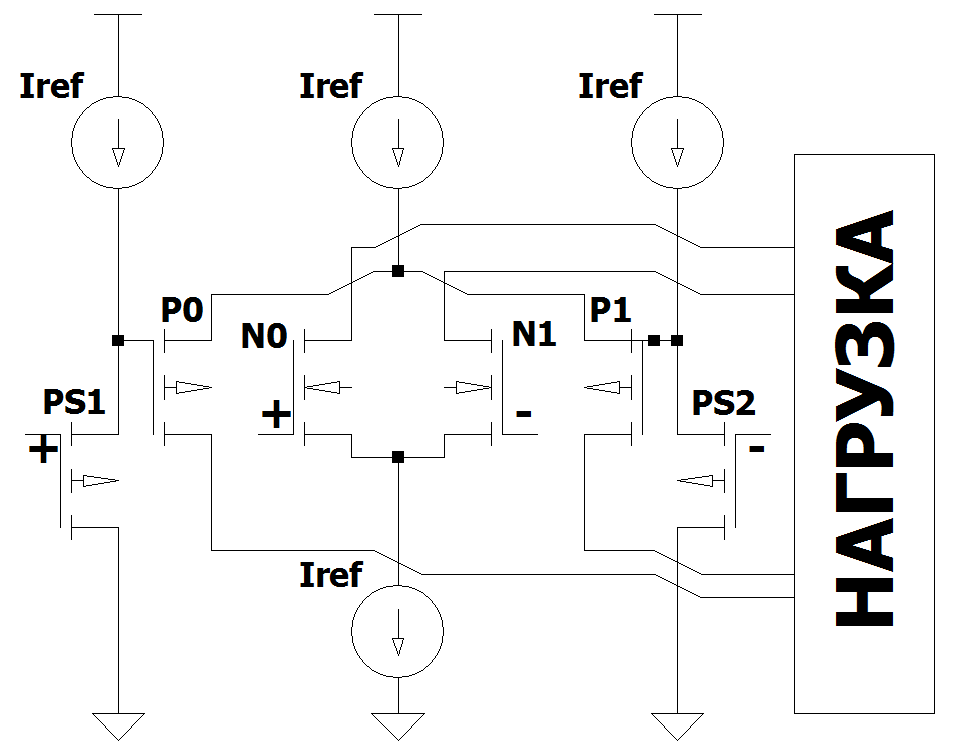 Iref
Iref
Iref
P0
N0
N1
P1
PS1
+
+
-
PS2
-
Iref
НАГРУЗКА